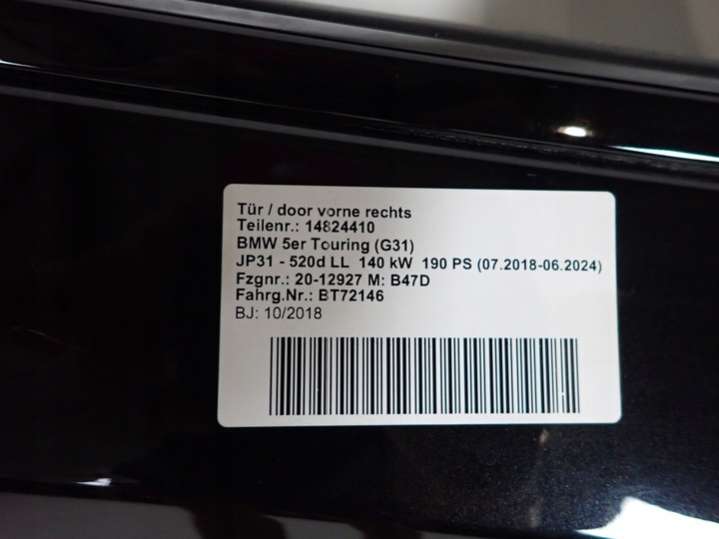 Tür / door vorne rechts
Teilenr.: 14824410
BMW 5er Touring (G31)
JP31 - 520d LL 140 kW 190 PS (07.2018-06.2024)
Fzgnr.: 20-12927 M: B47D
Fahrg.Nr.: BT72146
BJ: 10/2018